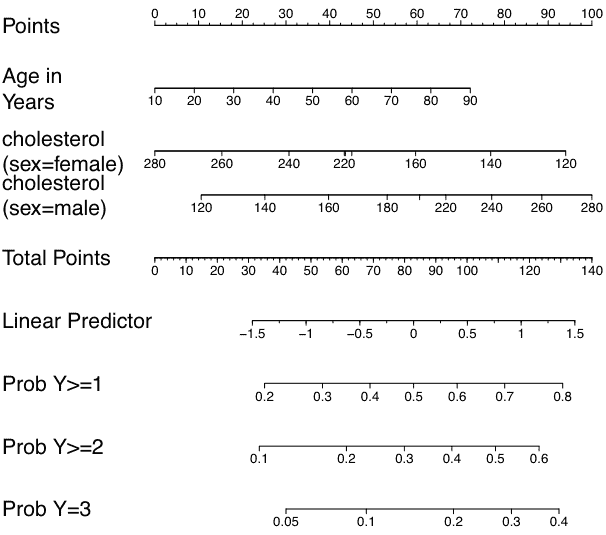 Points
0 10 20 30 40 50 60 70 80 90 100
Age in
Years
10 20 30 40 50 60 70 80 90
cholesterol
(sex=female)
280 260 240 220 160 140 120
cholesterol
(sex=male)
120 140 160 180 220 240 260 280
Total Points
0 10 20 30 40 50 60 70 80 90 100 120 140
Linear Predictor
−1.5 −1 −0.5 0 0.5 1 1.5
Prob Y>=1
0.2 0.3 0.4 0.5 0.6 0.7 0.8
Prob Y>=2
0.1 0.2 0.3 0.4 0.5 0.6
Prob Y=3
0.05 0.1 0.2 0.3 0.4